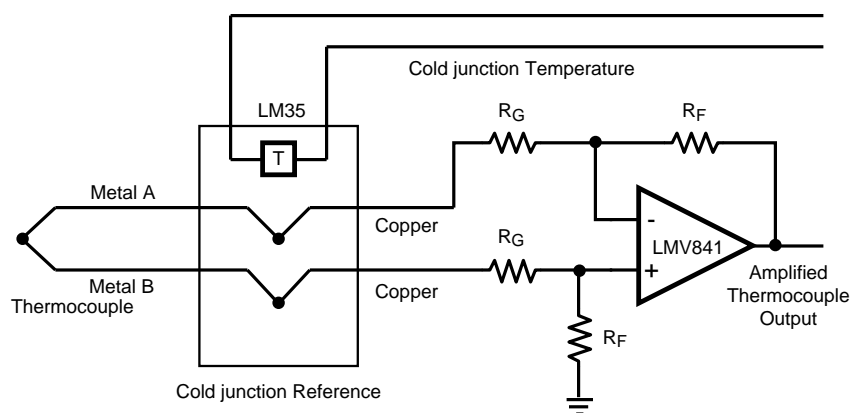 Cold junction Temperature
LM35
RG
RF
T
Metal A
Copper
-
LMV841
RG
+
Metal B
Copper
Thermocouple
Amplified
Thermocouple
Output
RF
Cold junction Reference